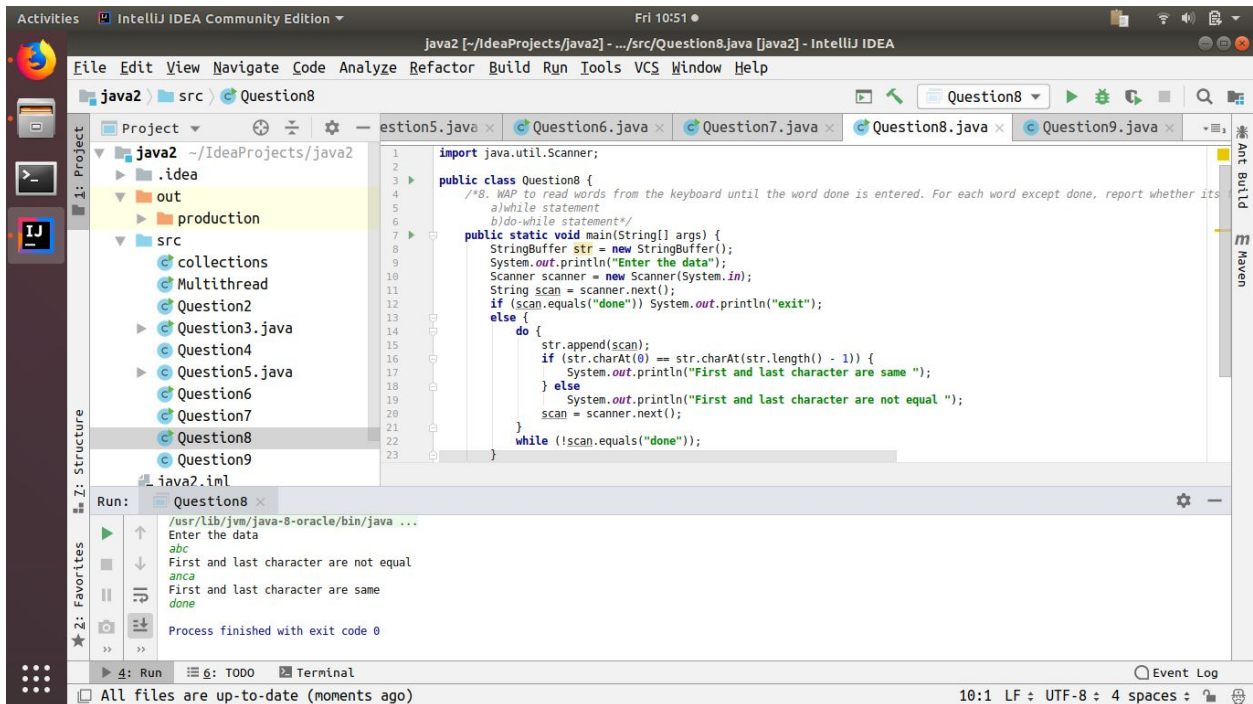 Activities IntelliJ IDEA Community Edition Fri 10:51
java2 [~/IdeaProjects/java2] - .../src/Question8.java [java2] - IntelliJ IDEA
File Edit View Navigate Code Analyze Refactor Build Run Tools VCS Window Help
java2 src Question8 Question8
1: Project
Project estion5.java Question6.java Question7.java Question8.java Question9.java
java2 ~/IdeaProjects/java2
.idea
out
production
src
collections
Multithread
Question2
Question3.java
Question4
Question5.java
Question6
Question7
Question8
Question9
java2.iml
1 import java.util.Scanner;
2
3 public class Question8 {
4 /*8. WAP to read words from the keyboard until the word done is entered. For each word except done, report whether its
5 a)while statement
6 b)do-while statement*/
7 public static void main(String[] args) {
8 StringBuffer str = new StringBuffer();
9 System.out.println("Enter the data");
10 Scanner scanner = new Scanner(System.in);
11 String scan = scanner.next();
12 if (scan.equals("done")) System.out.println("exit");
13 else {
14 do {
15 str.append(scan);
16 if (str.charAt(0) == str.charAt(str.length() - 1)) {
17 System.out.println("First and last character are same ");
18 } else
19 System.out.println("First and last character are not equal ");
20 scan = scanner.next();
21 }
22 while (!scan.equals("done"));
23 }
Ant Build
m Maven
7: Structure
2: Favorites
Run: Question8
/usr/lib/jvm/java-8-oracle/bin/java ...
Enter the data
abc
First and last character are not equal
anca
First and last character are same
done
Process finished with exit code 0
4: Run 6: TODO Terminal Event Log
All files are up-to-date (moments ago) 10:1 LF UTF-8 4 spaces